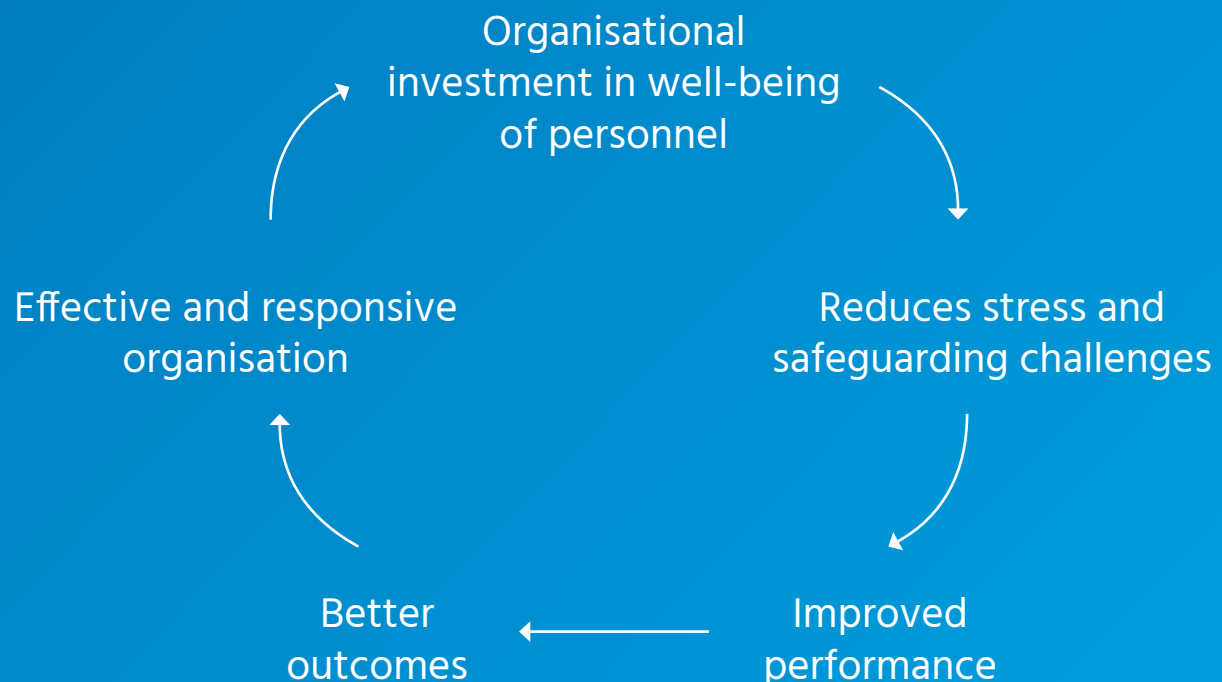 Organisational
investment in well-being
of personnel
Reduces stress and
safeguarding challenges
Improved
performance
Better
outcomes
Effective and responsive
organisation